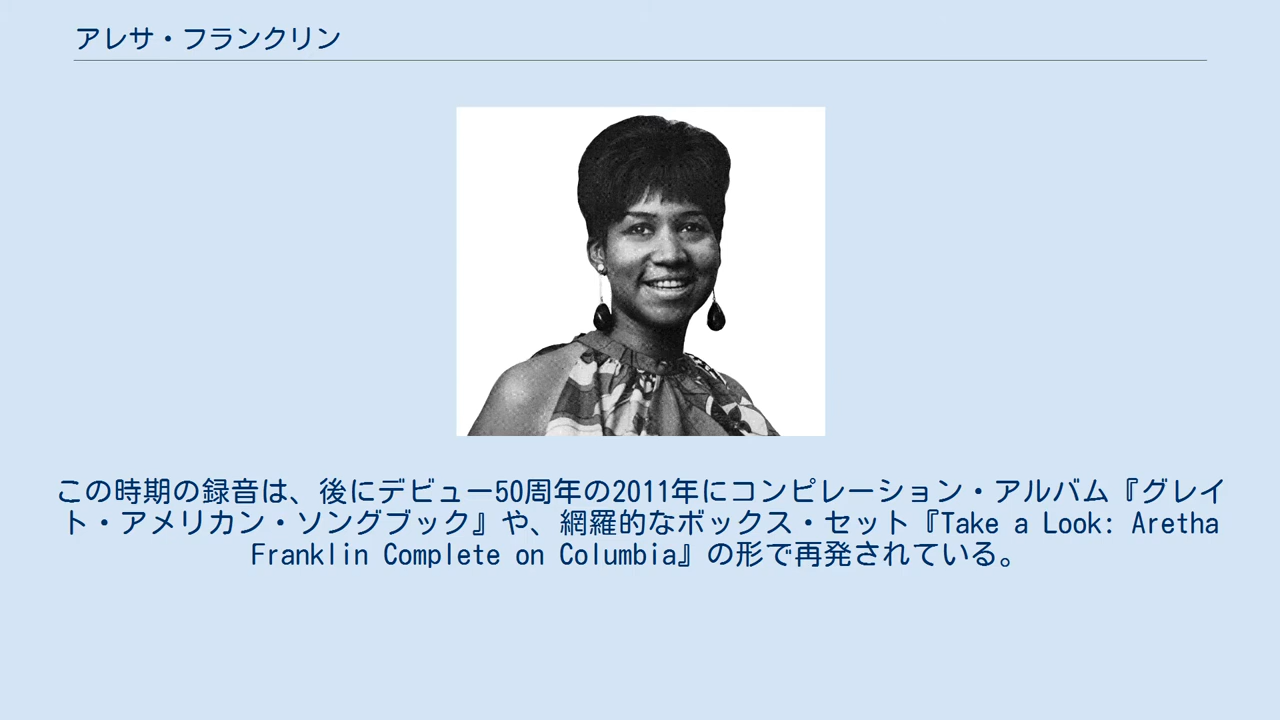 アレサ・フランクリン
この時期の録音は、後にデビュー50周年の2011年にコンピレーション・アルバム『グレイ
ト・アメリカン・ソングブック』や、網羅的なボックス・セット『Take a Look: Aretha
Franklin Complete on Columbia』の形で再発されている。